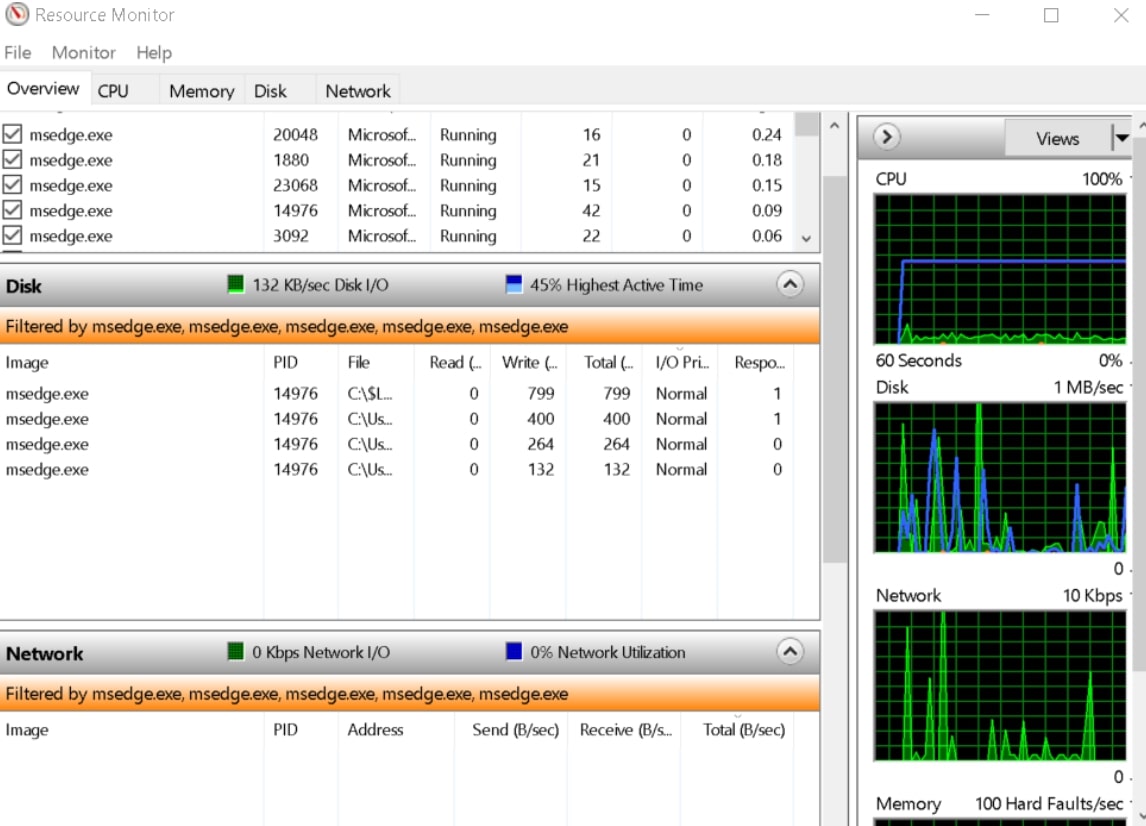 Resource Monitor
File Monitor Help
Overview CPU Memory Disk Network
msedge.exe 20048 Microsof... Running 16 0 0.24
msedge.exe 1880 Microsof... Running 21 0 0.18
msedge.exe 23068 Microsof... Running 15 0 0.15
msedge.exe 14976 Microsof... Running 42 0 0.09
msedge.exe 3092 Microsof... Running 22 0 0.06
Disk 132 KB/sec Disk I/O 45% Highest Active Time
Filtered by msedge.exe, msedge.exe, msedge.exe, msedge.exe, msedge.exe
Image PID File Read (... Write (... Total (... I/O Pri... Respo...
msedge.exe 14976 C:\$L... 0 799 799 Normal 1
msedge.exe 14976 C:\Us... 0 400 400 Normal 1
msedge.exe 14976 C:\Us... 0 264 264 Normal 0
msedge.exe 14976 C:\Us... 0 132 132 Normal 0
Network 0 Kbps Network I/O 0% Network Utilization
Filtered by msedge.exe, msedge.exe, msedge.exe, msedge.exe, msedge.exe
Image PID Address Send (B/sec) Receive (B/s... Total (B/sec)
Views
CPU 100%
60 Seconds 0%
Disk 1 MB/sec
0
Network 10 Kbps
0
Memory 100 Hard Faults/sec